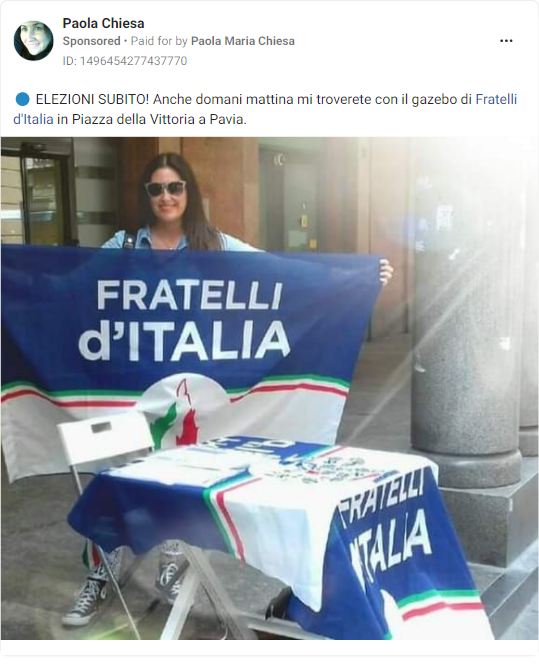 Paola Chiesa
Sponsored • Paid for by Paola Maria Chiesa
ID: 1496454277437770
ELEZIONI SUBITO! Anche domani mattina mi troverete con il gazebo di Fratelli
d'Italia in Piazza della Vittoria a Pavia.
FRATELLI
d'ITALIA
FRATELLI
D'ITALIA